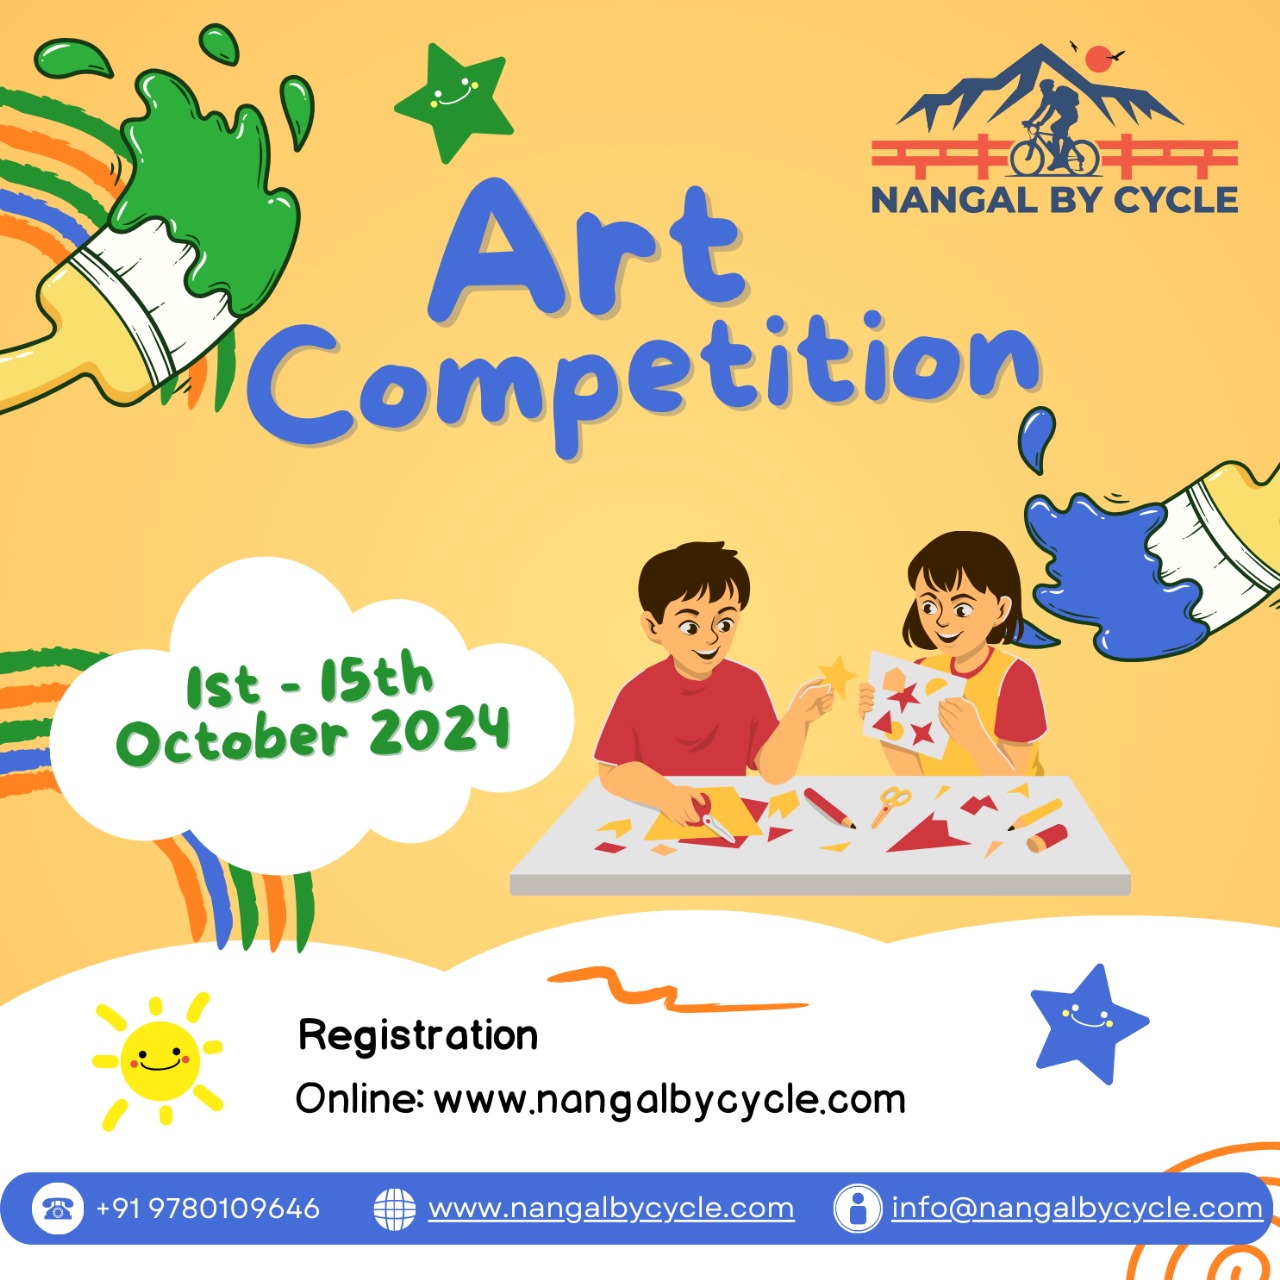 NANGAL BY CYCLE
Art
Competition
1st - 15th
October 2024
Registration
Online: www.nangalbycycle.com
+91 9780109646
www.nangalbycycle.com
info@nangalbycycle.com